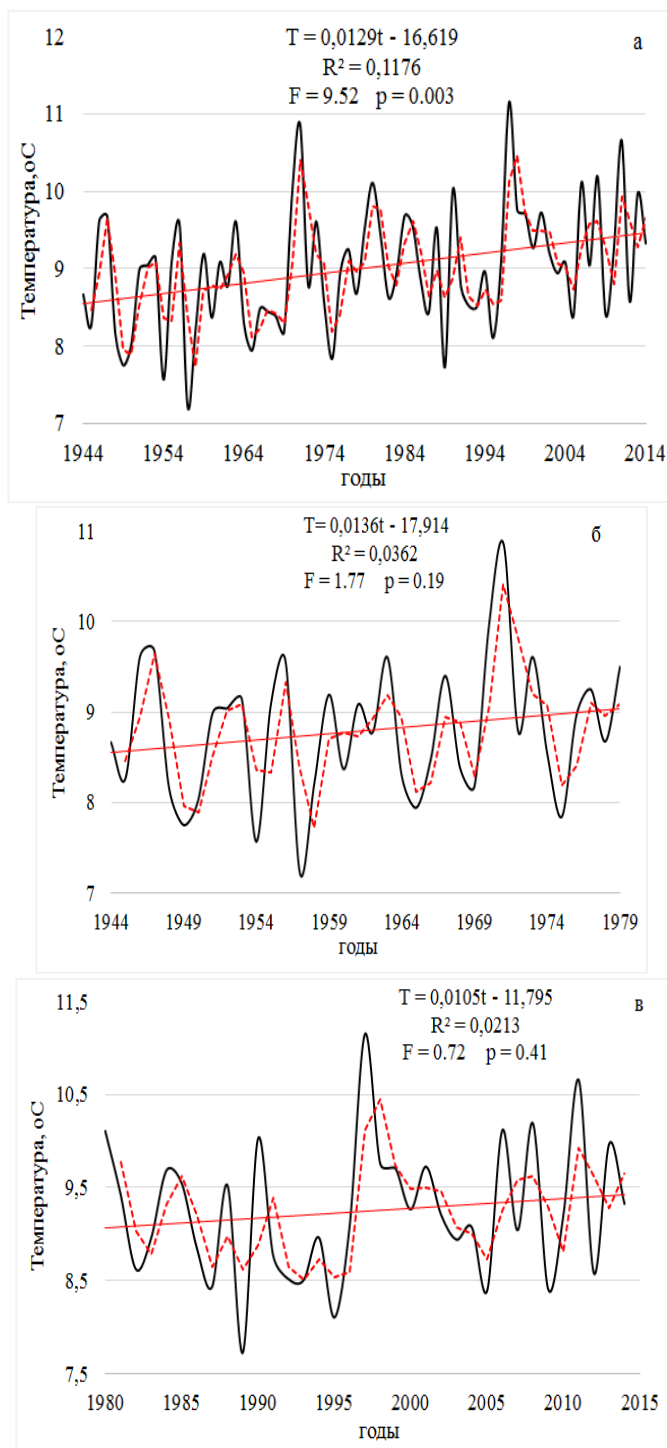 T = 0,0129t - 16,619
R² = 0,1176
F = 9.52 p = 0.003
а
Температура,оС
12
11
10
9
8
7
1944 1954 1964 1974 1984 1994 2004 2014
годы
T= 0,0136t - 17,914
R² = 0,0362
F = 1.77 p = 0.19
б
Температура, оС
11
10
9
8
7
1944 1949 1954 1959 1964 1969 1974 1979
годы
T = 0,0105t - 11,795
R² = 0,0213
F = 0.72 p = 0.41
в
Температура, оС
11,5
10,5
9,5
8,5
7,5
1980 1985 1990 1995 2000 2005 2010 2015
годы